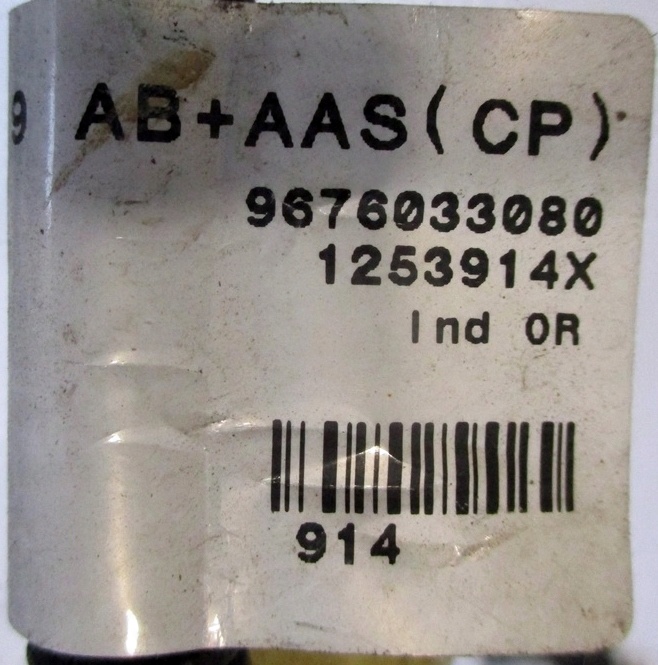 9 AB+AAS(CP)
9676033080
1253914X
Ind 0R
914